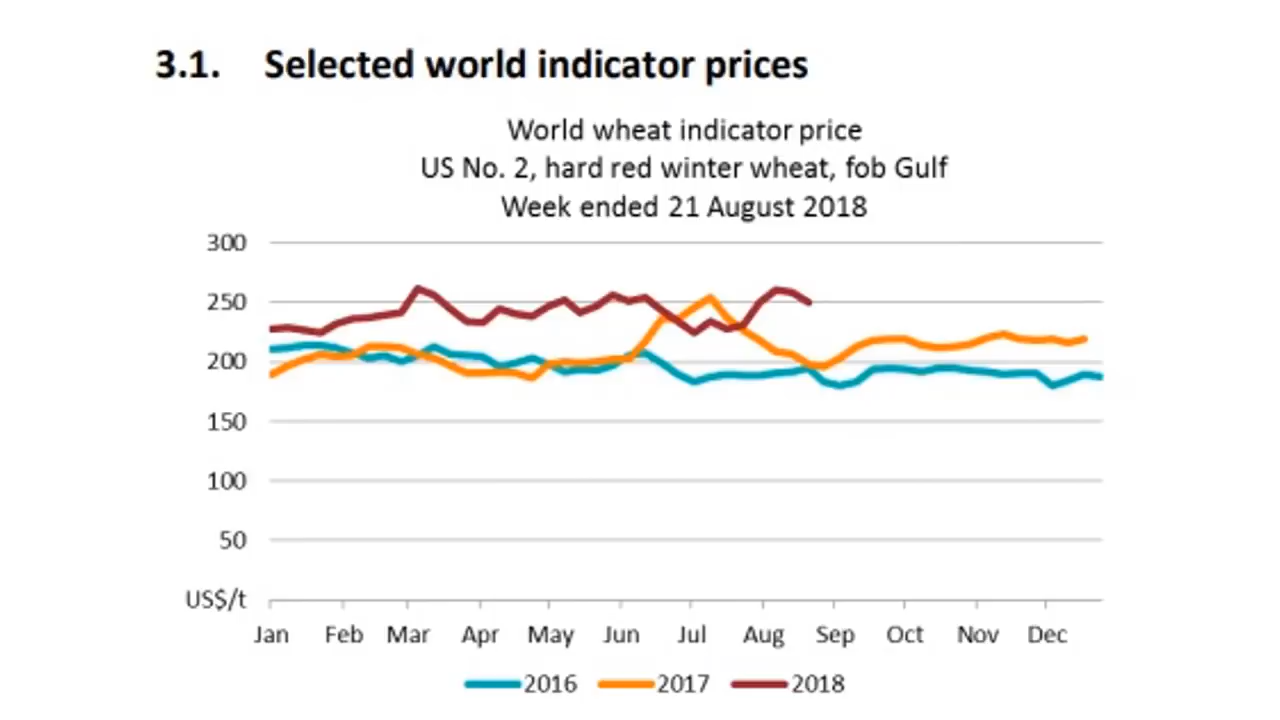 3.1. Selected world indicator prices
World wheat indicator price
US No. 2, hard red winter wheat, fob Gulf
Week ended 21 August 2018
300
250
200
150
100
50
US$/t
Jan Feb Mar Apr May Jun Jul Aug Sep Oct Nov Dec
2016 2017 2018